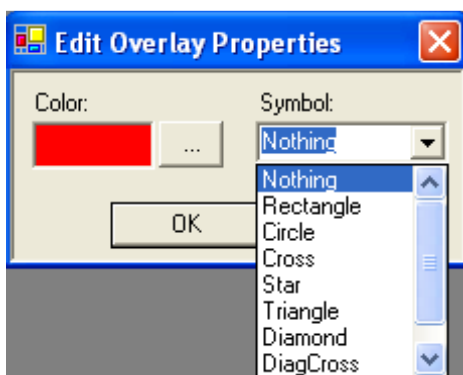 Edit Overlay Properties
Color: Symbol:
... Nothing
Nothing
Rectangle
OK
Circle
Cross
Star
Triangle
Diamond
DiagCross